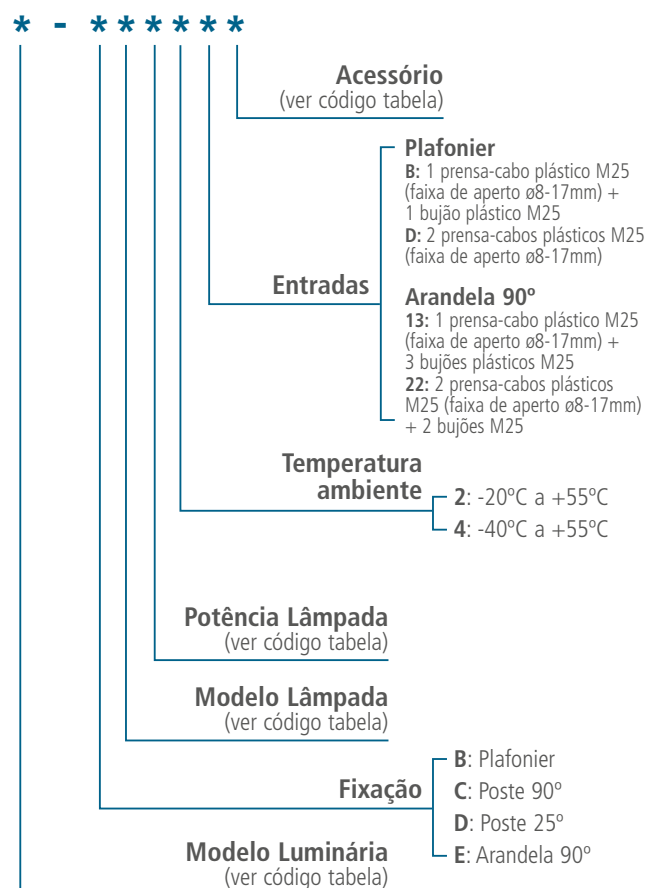 * - ******
Acessório
(ver código tabela)
Plafonier
B: 1 prensa-cabo plástico M25
(faixa de aperto ø8-17mm) +
1 bujão plástico M25
D: 2 prensa-cabos plásticos M25
(faixa de aperto ø8-17mm)
Entradas
Arandela 90º
13: 1 prensa-cabo plástico M25
(faixa de aperto ø8-17mm) +
3 bujões plásticos M25
22: 2 prensa-cabos plásticos
M25 (faixa de aperto ø8-17mm)
+ 2 bujões M25
Temperatura
ambiente
2: -20ºC a +55ºC
4: -40ºC a +55ºC
Potência Lâmpada
(ver código tabela)
Modelo Lâmpada
(ver código tabela)
Fixação
B: Plafonier
C: Poste 90º
D: Poste 25º
E: Arandela 90º
Modelo Luminária
(ver código tabela)